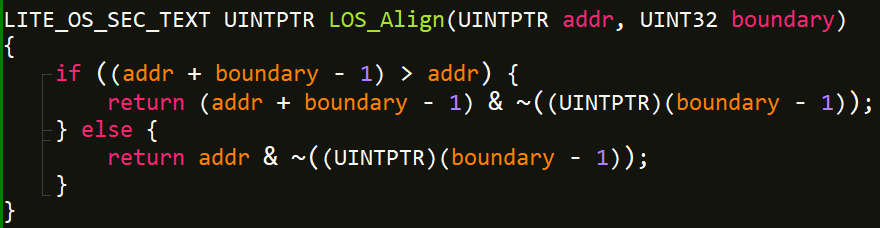 LITE_OS_SEC_TEXT UINTPTR LOS_Align(UINTPTR addr, UINT32 boundary)
{
    if ((addr + boundary - 1) > addr) {
        return (addr + boundary - 1) & ~((UINTPTR)(boundary - 1));
    } else {
        return addr & ~((UINTPTR)(boundary - 1));
    }
}